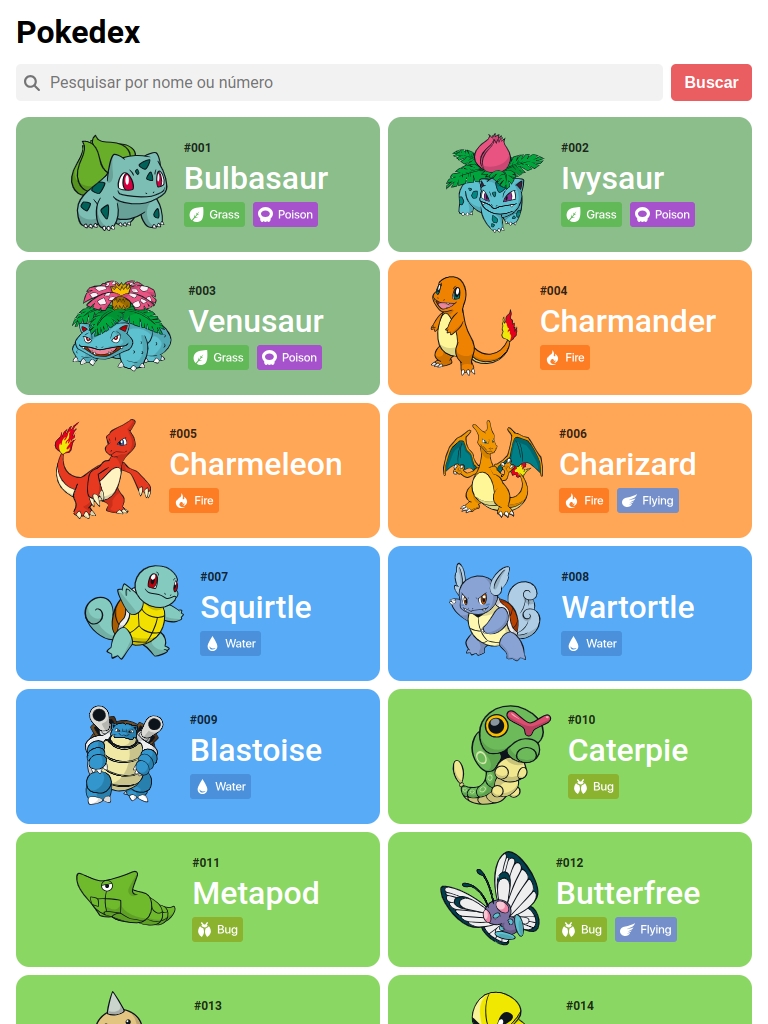 Pokedex
Pesquisar por nome ou número
Buscar
#001
Bulbasaur
Grass Poison
#002
Ivysaur
Grass Poison
#003
Venusaur
Grass Poison
#004
Charmander
Fire
#005
Charmeleon
Fire
#006
Charizard
Fire Flying
#007
Squirtle
Water
#008
Wartortle
Water
#009
Blastoise
Water
#010
Caterpie
Bug
#011
Metapod
Bug
#012
Butterfree
Bug Flying
#013
#014